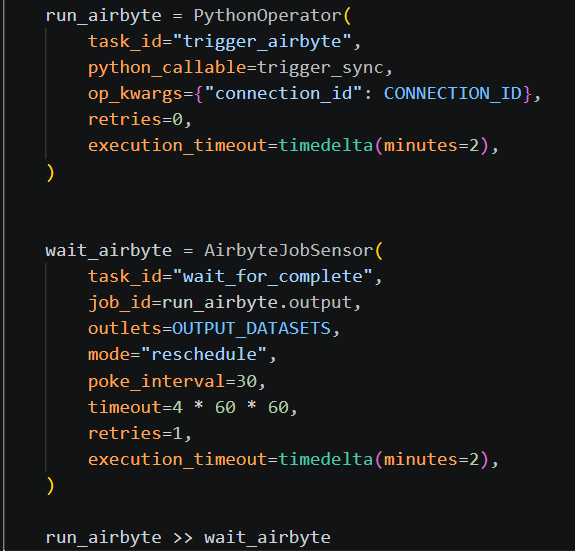 run_airbyte = PythonOperator(
    task_id="trigger_airbyte",
    python_callable=trigger_sync,
    op_kwargs={"connection_id": CONNECTION_ID},
    retries=0,
    execution_timeout=timedelta(minutes=2),
)
wait_airbyte = AirbyteJobSensor(
    task_id="wait_for_complete",
    job_id=run_airbyte.output,
    outlets=OUTPUT_DATASETS,
    mode="reschedule",
    poke_interval=30,
    timeout=4 * 60 * 60,
    retries=1,
    execution_timeout=timedelta(minutes=2),
)
run_airbyte >> wait_airbyte